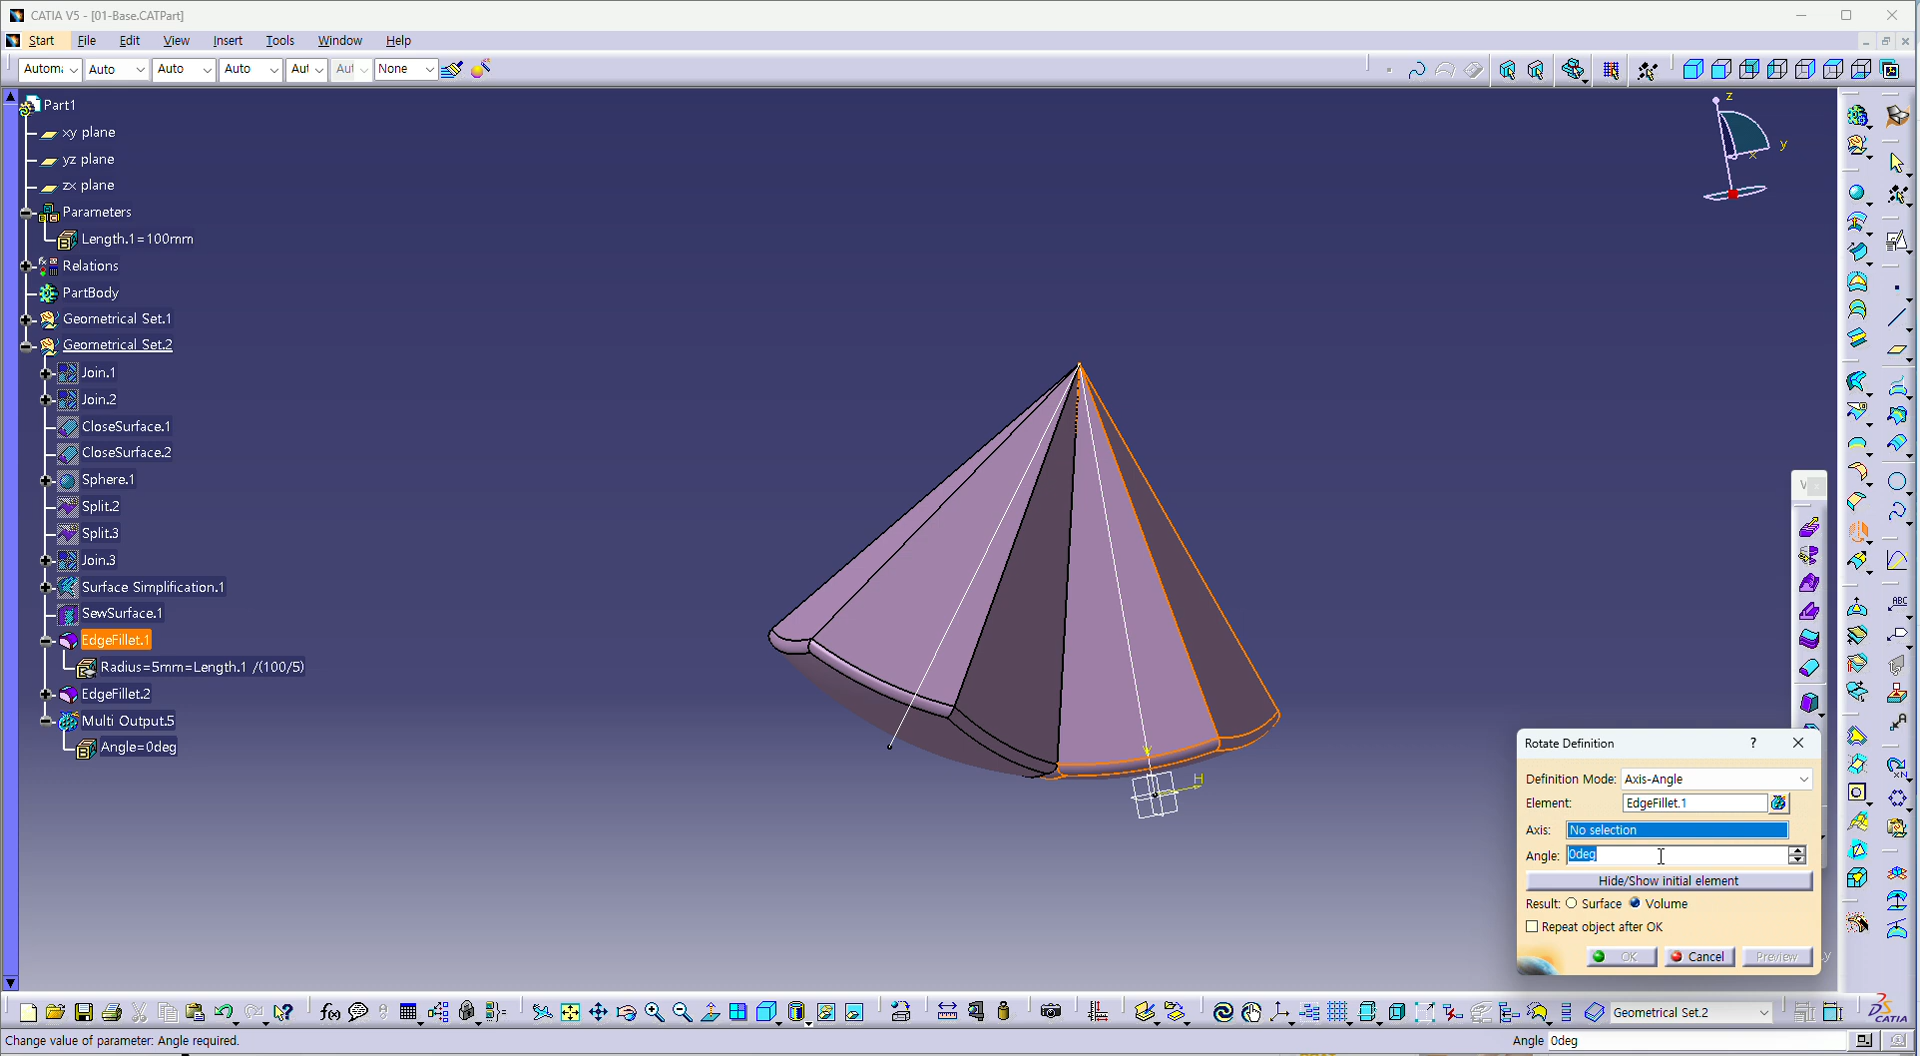 CATIA V5 - [01-Base.CATPart]
Start File Edit View Insert Tools Window Help
Auto Auto Auto Aut Aut None
Part1
xy plane
yz plane
zx plane
Parameters
Length.1=100mm
Relations
PartBody
Geometrical Set.1
Geometrical Set.2
Join.1
Join.2
CloseSurface.1
CloseSurface.2
Sphere.1
Split.2
Split.3
Join.3
Surface Simplification.1
SewSurface.1
EdgeFillet.1
Radius=5mm=Length.1 /(100/5)
EdgeFillet.2
Multi Output.5
Angle=0deg
z
y
x
V
H
V
ABC
Rotate Definition ?
Definition Mode: Axis-Angle
Element: EdgeFillet.1
Axis: No selection
Angle: 0deg
Hide/Show initial element
Result: Surface Volume
Repeat object after OK
OK Cancel Preview
y
f(x)
Geometrical Set.2
CATIA
Change value of parameter: Angle required.
Angle 0deg